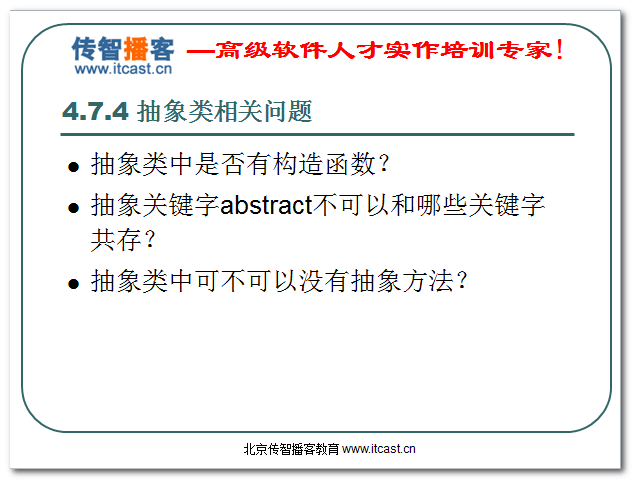 传智播客 —高级软件人才实作培训专家!
www.itcast.cn
4.7.4 抽象类相关问题
● 抽象类中是否有构造函数?
● 抽象关键字abstract不可以和哪些关键字
共存?
● 抽象类中可不可以没有抽象方法?
北京传智播客教育 www.itcast.cn